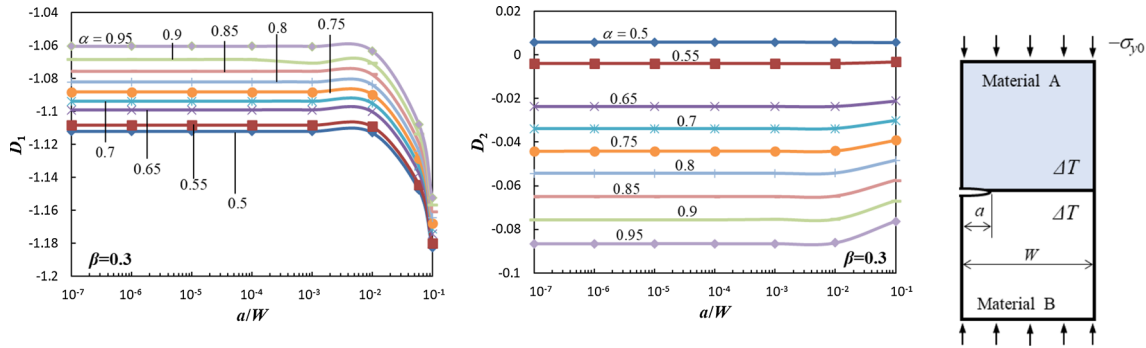 -1.03
-1.06
-1.08
-1.1
-1.12
-1.14
-1.16
-1.18
-1.2
D₁
α = 0.95
0.9
0.85
0.8
0.75
0.7
0.65
0.55
0.5
β=0.3
10⁻⁷ 10⁻⁶ 10⁻⁵ 10⁻⁴ 10⁻³ 10⁻² 10⁻¹
a/W
0.02
0
-0.02
-0.04
-0.06
-0.08
-0.1
D₂
α = 0.5
0.55
0.65
0.7
0.75
0.8
0.85
0.9
0.95
β=0.3
10⁻⁷ 10⁻⁶ 10⁻⁵ 10⁻⁴ 10⁻³ 10⁻² 10⁻¹
a/W
-σy0
Material A
ΔT
ΔT
a
W
Material B